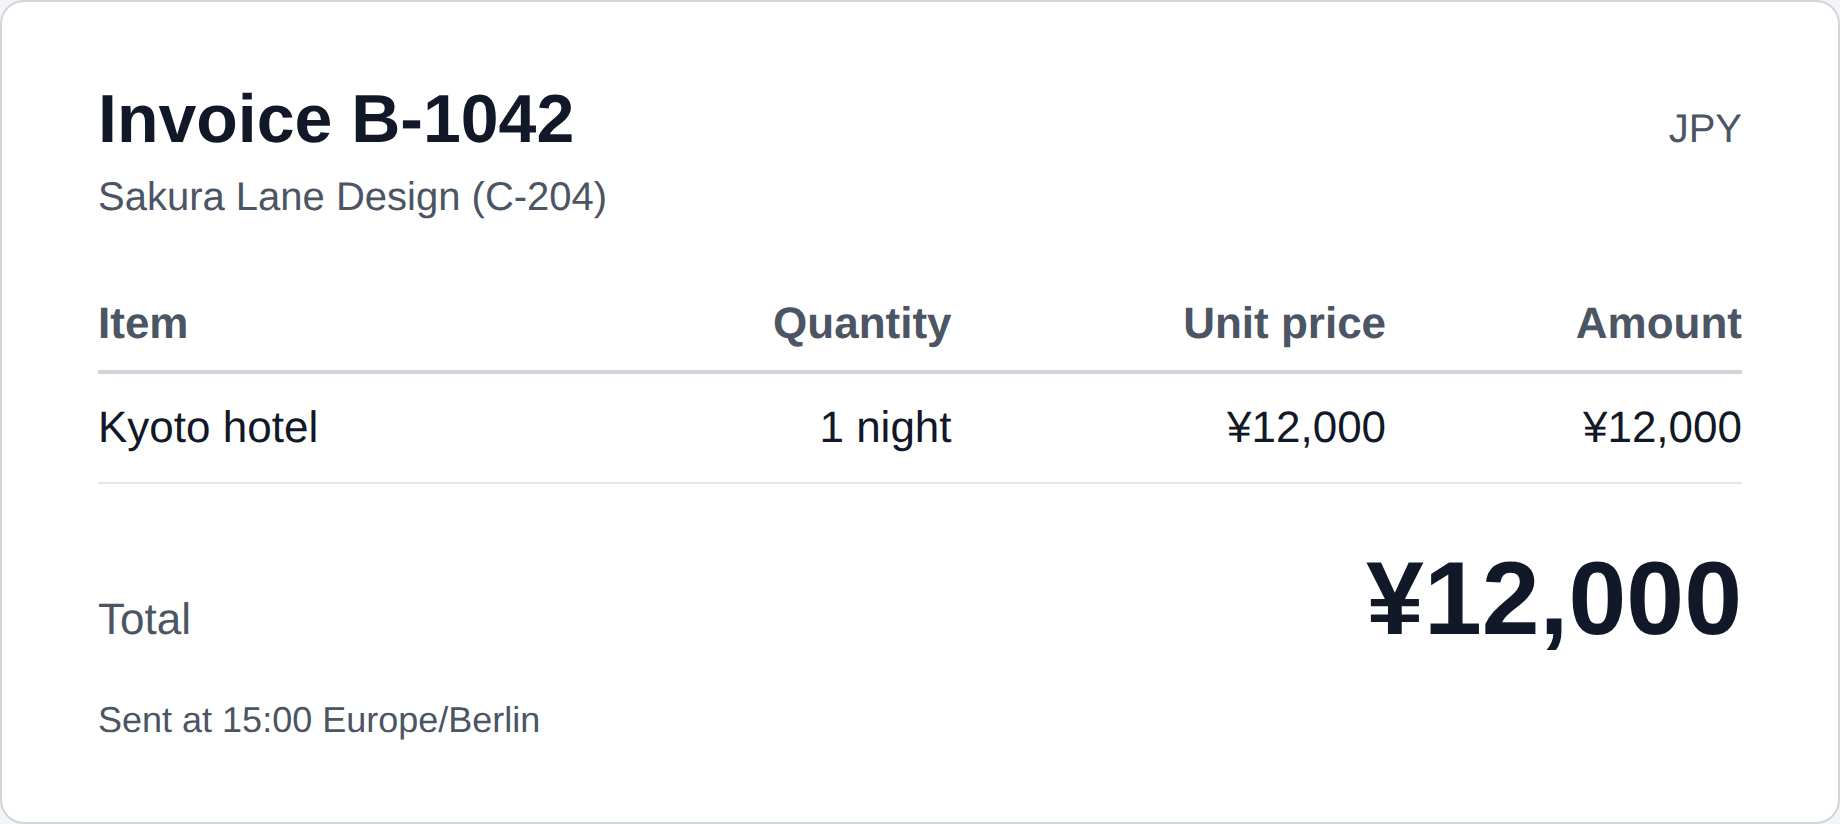 Invoice B-1042
JPY
Sakura Lane Design (C-204)
Item Quantity Unit price Amount
Kyoto hotel 1 night ¥12,000 ¥12,000
Total ¥12,000
Sent at 15:00 Europe/Berlin